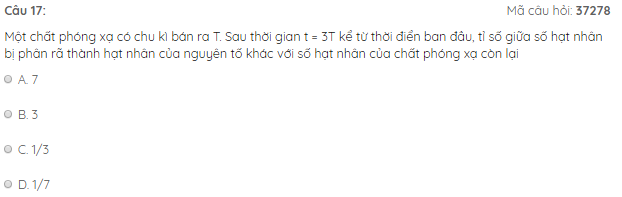 Câu 17: Mã câu hỏi: 37278
Một chất phóng xạ có chu kì bán ra T. Sau thời gian t = 3T kể từ thời điển ban đâu, tỉ số giữa số hạt nhân
bị phân rã thành hạt nhân của nguyên tố khác với số hạt nhân của chất phóng xạ còn lại
A. 7
B. 3
C. 1/3
D. 1/7